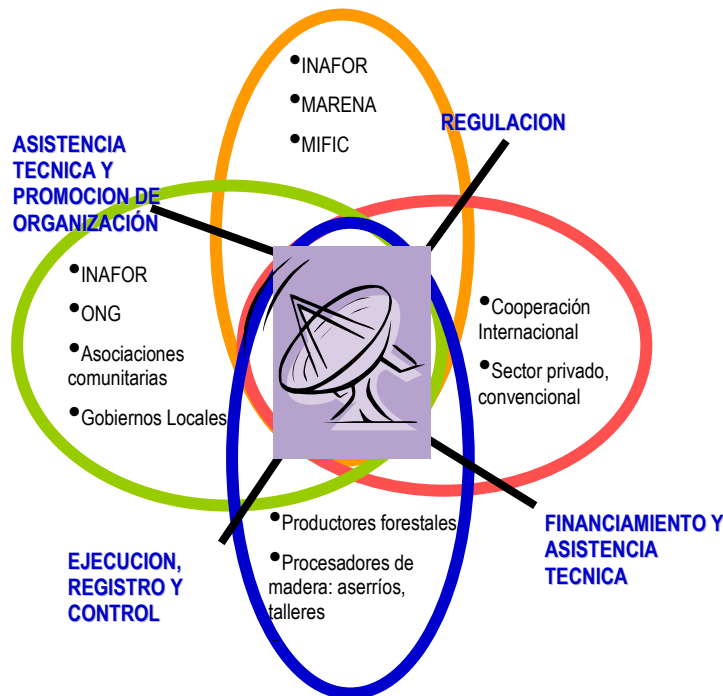 •INAFOR
•MARENA
•MIFIC
REGULACION
ASISTENCIA
TECNICA Y
PROMOCION DE
ORGANIZACIÓN
•INAFOR
•ONG
•Asociaciones
comunitarias
•Gobiernos Locales
•Cooperación
Internacional
•Sector privado,
convencional
•Productores forestales
•Procesadores de
madera: aserríos,
talleres
EJECUCION,
REGISTRO Y
CONTROL
FINANCIAMIENTO Y
ASISTENCIA
TECNICA